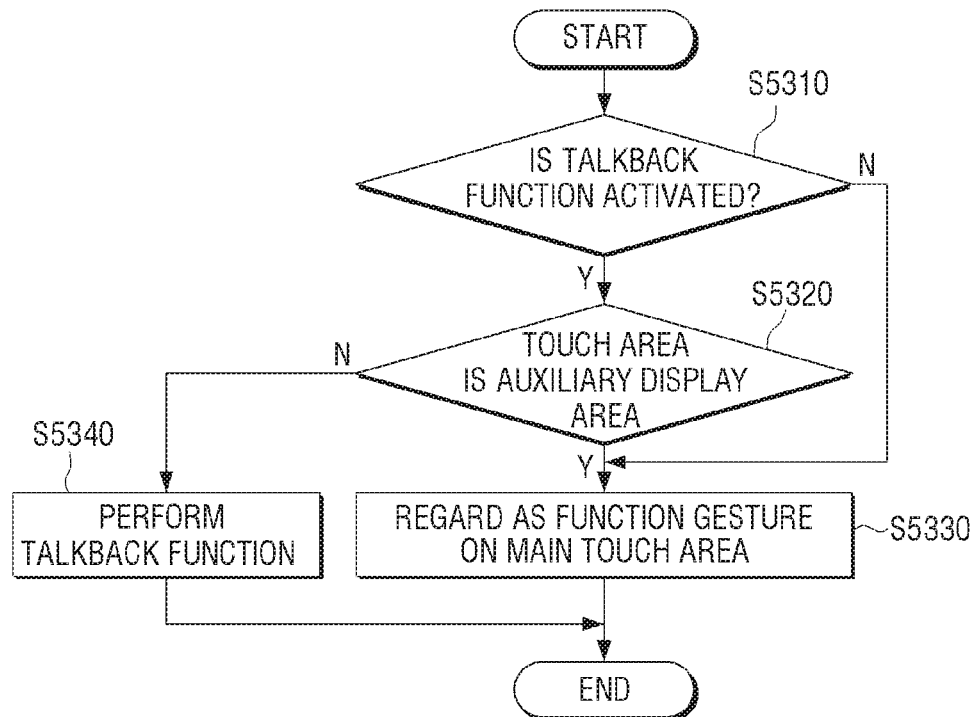 START
S5310
IS TALKBACK
FUNCTION ACTIVATED?
N
Y
S5320
TOUCH AREA
IS AUXILIARY DISPLAY
AREA
N
Y
S5340
PERFORM
TALKBACK FUNCTION
REGARD AS FUNCTION GESTURE
ON MAIN TOUCH AREA
S5330
END